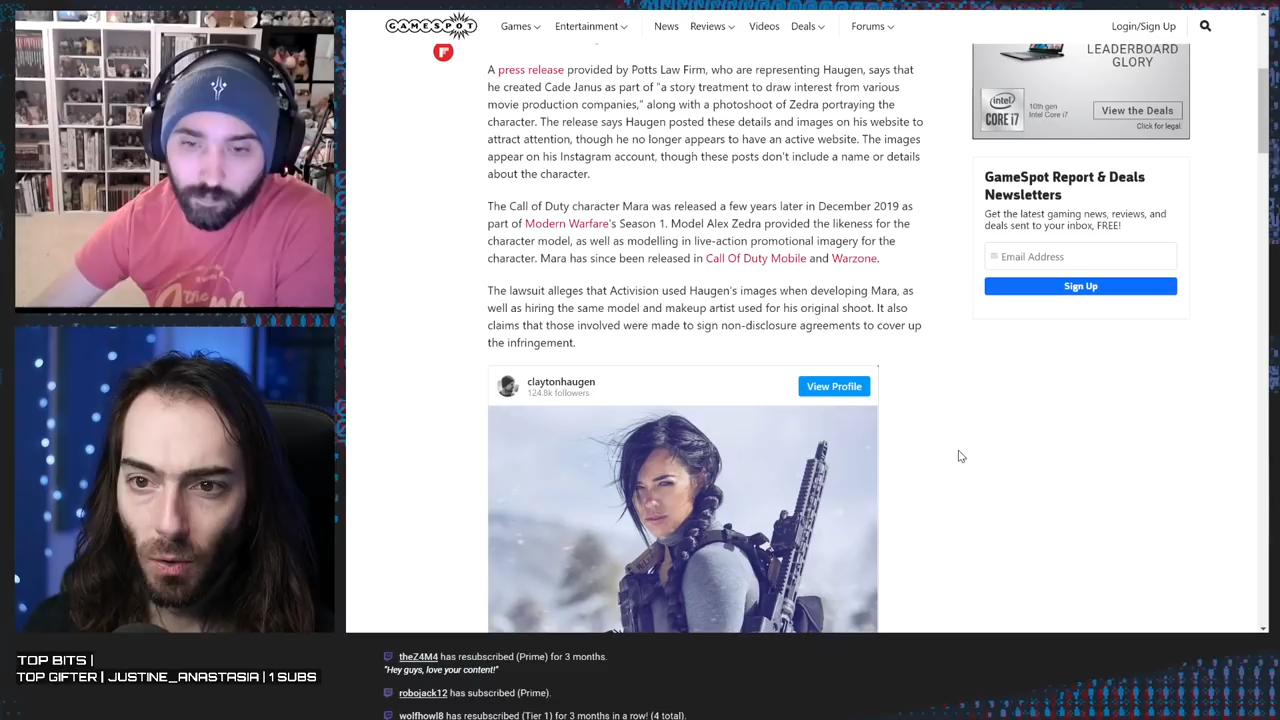 GAMESPOT
Games
Entertainment
News
Reviews
Videos
Deals
Forums
Login/Sign Up
A press release provided by Potts Law Firm, who are representing Haugen, says that
he created Cade Janus as part of "a story treatment to draw interest from various
movie production companies," along with a photoshoot of Zedra portraying the
character. The release says Haugen posted these details and images on his website to
attract attention, though he no longer appears to have an active website. The images
appear on his Instagram account, though these posts don't include a name or details
about the character.
The Call of Duty character Mara was released a few years later in December 2019 as
part of Modern Warfare's Season 1. Model Alex Zedra provided the likeness for the
character model, as well as modelling in live-action promotional imagery for the
character. Mara has since been released in Call Of Duty Mobile and Warzone.
The lawsuit alleges that Activision used Haugen's images when developing Mara, as
well as hiring the same model and makeup artist used for his original shoot. It also
claims that those involved were made to sign non-disclosure agreements to cover up
the infringement.
claytonhaugen
124.8k followers
View Profile
LEADERBOARD
GLORY
intel
CORE i7
10th gen
Intel Core i7
View the Deals
Click for legal.
GameSpot Report & Deals
Newsletters
Get the latest gaming news, reviews, and
deals sent to your inbox, FREE!
Email Address
Sign Up
TOP BITS |
TOP GIFTER | JUSTINE_ANASTASIA | 1 SUBS
theZ4M4 has resubscribed (Prime) for 3 months.
"Hey guys, love your content!"
robojack12 has subscribed (Prime).
wolfhowl8 has resubscribed (Tier 1) for 3 months in a row! (4 total).